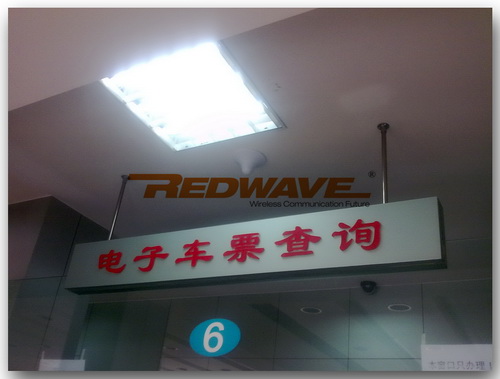 REDWAVE®
Wireless Communication Future
电子车票查询
6